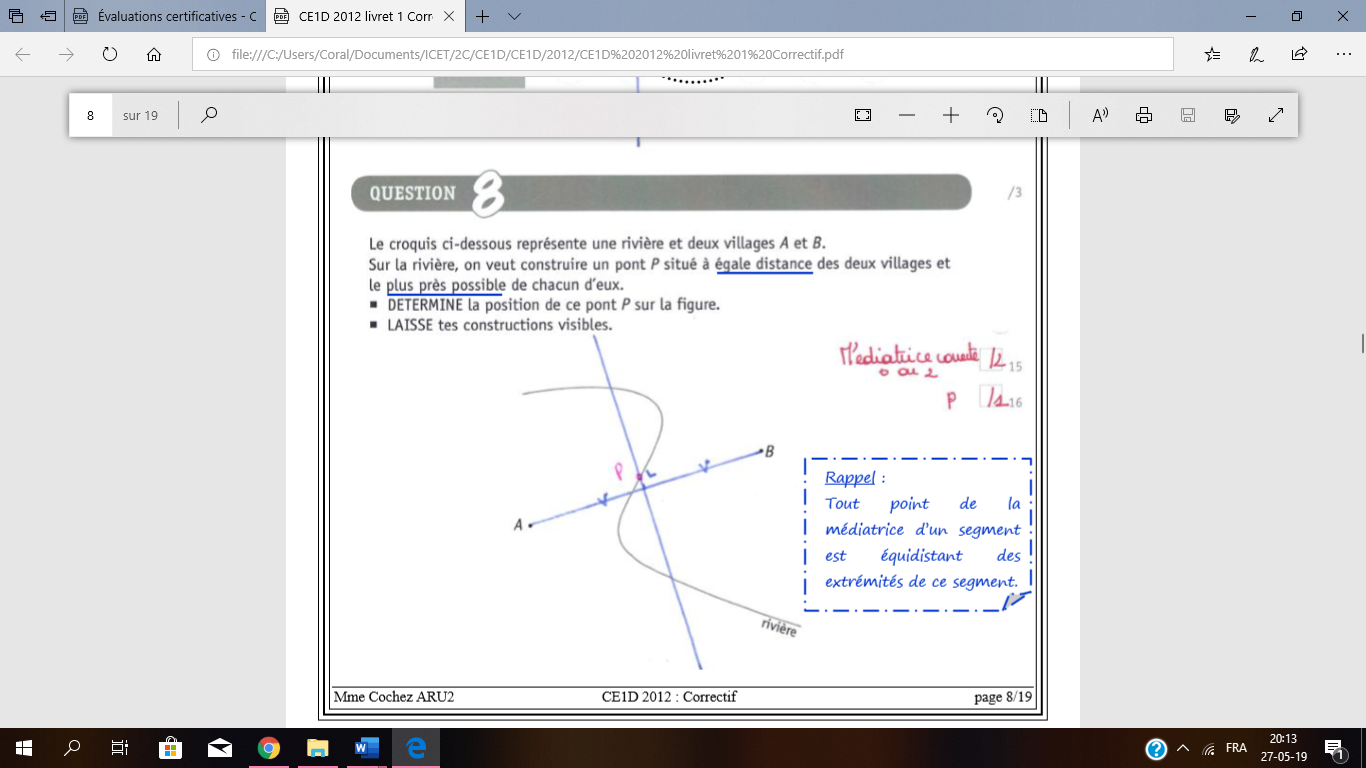 Évaluations certificatives - C
CE1D 2012 livret 1 Corr
file:///C:/Users/Coral/Documents/ICET/2C/CE1D/CE1D/2012/CE1D%202012%20livret%201%20Correctif.pdf
8 sur 19
QUESTION 8 /3
Le croquis ci-dessous représente une rivière et deux villages A et B.
Sur la rivière, on veut construire un pont P situé à égale distance des deux villages et
le plus près possible de chacun d'eux.
▪ DETERMINE la position de ce pont P sur la figure.
▪ LAISSE tes constructions visibles.
Médiatrice correcte /2 15
0 ou 2
P /1 16
B
P
A
Rappel :
Tout point de la
médiatrice d'un segment
est équidistant des
extrémités de ce segment.
rivière
Mme Cochez ARU2 CE1D 2012 : Correctif page 8/19
FRA
20:13
27-05-19
1